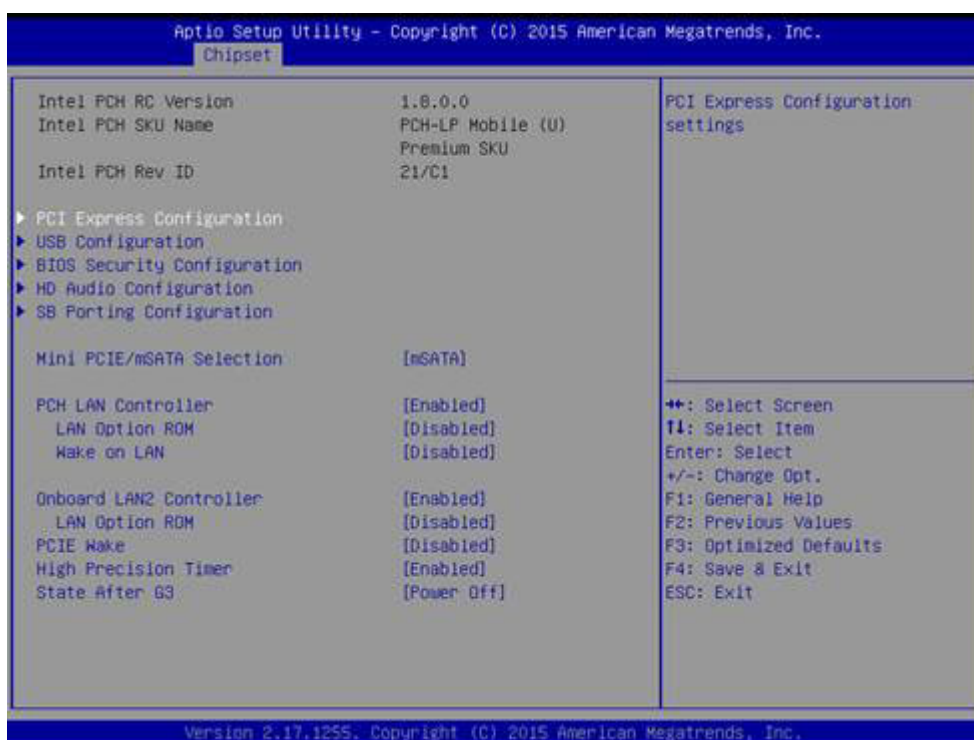 Aptio Setup Utility – Copyright (C) 2015 American Megatrends, Inc.
Chipset
Intel PCH RC Version 1.8.0.0
Intel PCH SKU Name PCH-LP Mobile (U)
Premium SKU
Intel PCH Rev ID 21/C1
PCI Express Configuration
USB Configuration
BIOS Security Configuration
HD Audio Configuration
SB Porting Configuration
Mini PCIE/mSATA Selection [mSATA]
PCH LAN Controller [Enabled]
LAN Option ROM [Disabled]
Wake on LAN [Disabled]
Onboard LAN2 Controller [Enabled]
LAN Option ROM [Disabled]
PCIE Wake [Disabled]
High Precision Timer [Enabled]
State After G3 [Power Off]
PCI Express Configuration
settings
→←: Select Screen
↑↓: Select Item
Enter: Select
+/-: Change Opt.
F1: General Help
F2: Previous Values
F3: Optimized Defaults
F4: Save & Exit
ESC: Exit
Version 2.17.1255. Copyright (C) 2015 American Megatrends, Inc.